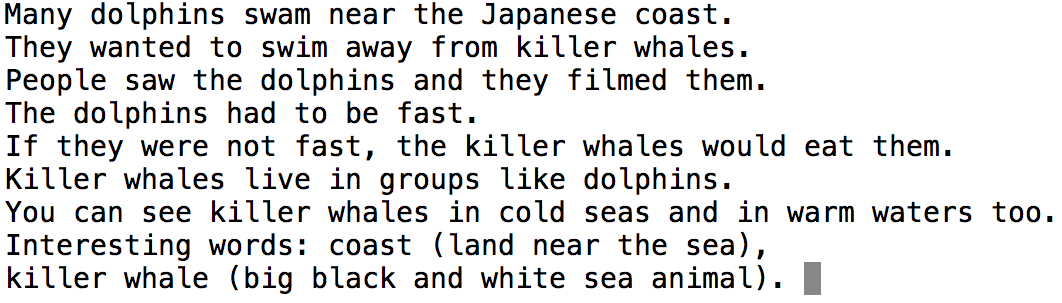 Many dolphins swam near the Japanese coast.
They wanted to swim away from killer whales.
People saw the dolphins and they filmed them.
The dolphins had to be fast.
If they were not fast, the killer whales would eat them.
Killer whales live in groups like dolphins.
You can see killer whales in cold seas and in warm waters too.
Interesting words: coast (land near the sea),
killer whale (big black and white sea animal).